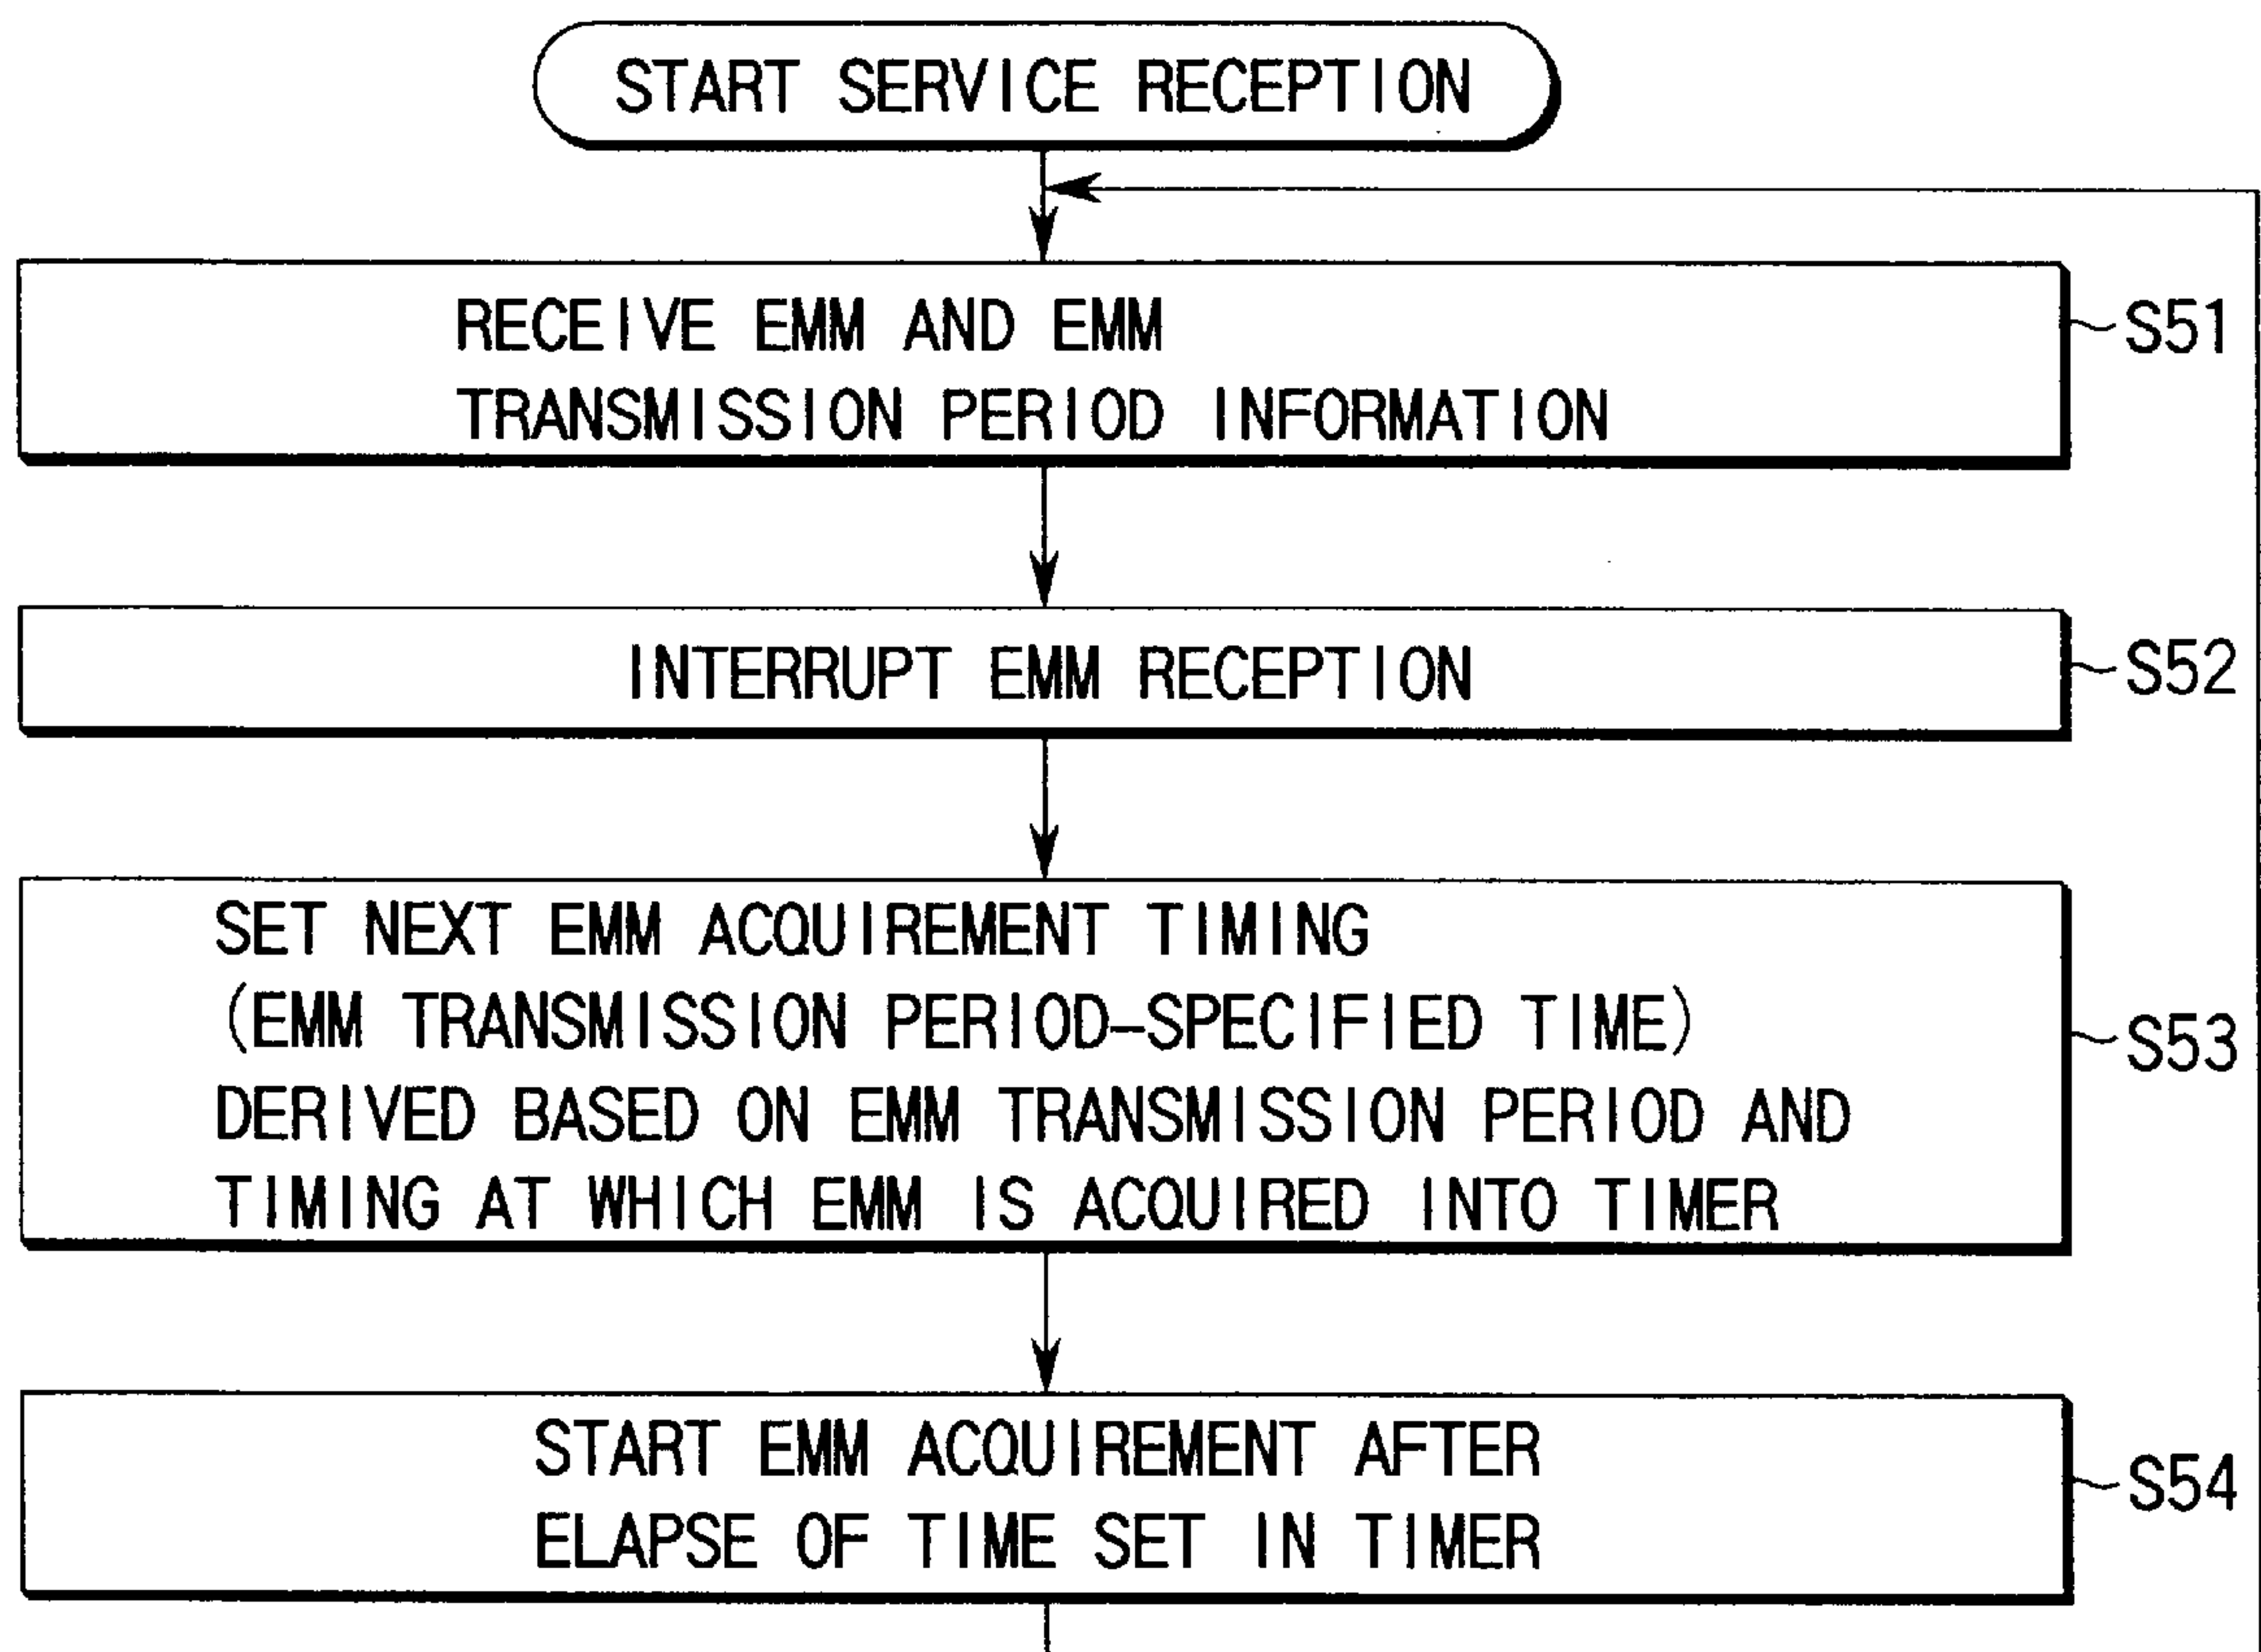 START SERVICE RECEPTION
RECEIVE EMM AND EMM
TRANSMISSION PERIOD INFORMATION
S51
INTERRUPT EMM RECEPTION
S52
SET NEXT EMM ACQUIREMENT TIMING
(EMM TRANSMISSION PERIOD-SPECIFIED TIME)
DERIVED BASED ON EMM TRANSMISSION PERIOD AND
TIMING AT WHICH EMM IS ACQUIRED INTO TIMER
S53
START EMM ACQUIREMENT AFTER
ELAPSE OF TIME SET IN TIMER
S54